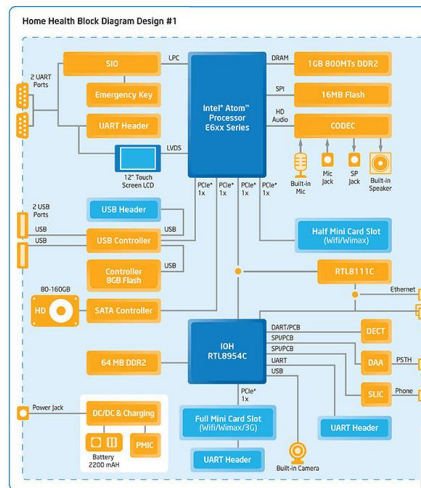 Home Health Block Diagram Design #1
2 UART
Ports
SIO
LPC
Emergency Key
UART Header
LVDS
12" Touch
Screen LCD
Intel® Atom™
Processor
E6xx Series
DRAM
1GB 800MTs DDR2
SPI
16MB Flash
HD
Audio
CODEC
Built-in
Mic
Mic
Jack
SP
Jack
Built-in
Speaker
2 USB
Ports
USB Header
USB
USB
USB
USB Controller
Controller
8GB Flash
USB
PCIe*
1x
PCIe*
1x
PCIe*
1x
PCIe*
1x
Half Mini Card Slot
(Wifi/Wimax)
RTL8111C
Ethernet
80-160GB
HD
SATA Controller
64 MB DDR2
IOH
RTL8954C
DART/PCB
SPI/PCB
SPI/PCB
UART
USB
DECT
DAA
PSTH
SLIC
Phone
UART Header
PCIe*
1x
Full Mini Card Slot
(Wifi/Wimax/3G)
UART Header
Built-in Camera
Power Jack
DC/DC & Charging
Battery
2200 mAH
PMIC